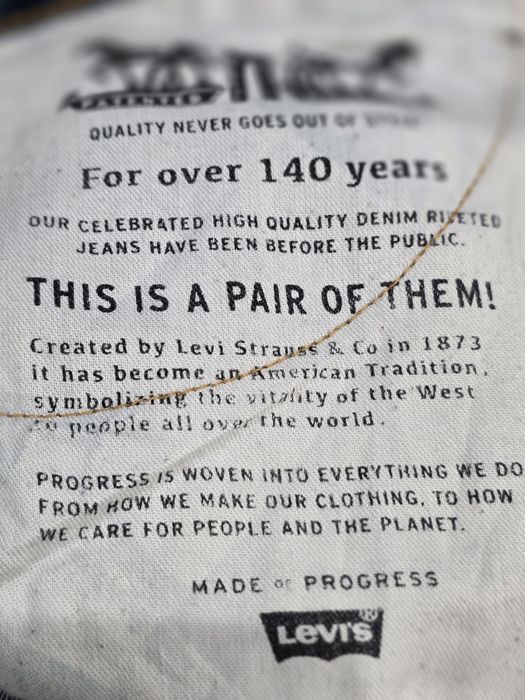 QUALITY NEVER GOES OUT OF
For over 140 years
OUR CELEBRATED HIGH QUALITY DENIM RIVETED
JEANS HAVE BEEN BEFORE THE PUBLIC.
THIS IS A PAIR OF THEM!
Created by Levi Strauss & Co in 1873
it has become an American Tradition,
symbolizing the vitality of the West
to people all over the world.
PROGRESS IS WOVEN INTO EVERYTHING WE DO
FROM HOW WE MAKE OUR CLOTHING, TO HOW
WE CARE FOR PEOPLE AND THE PLANET.
MADE OF PROGRESS
LEVI'S®